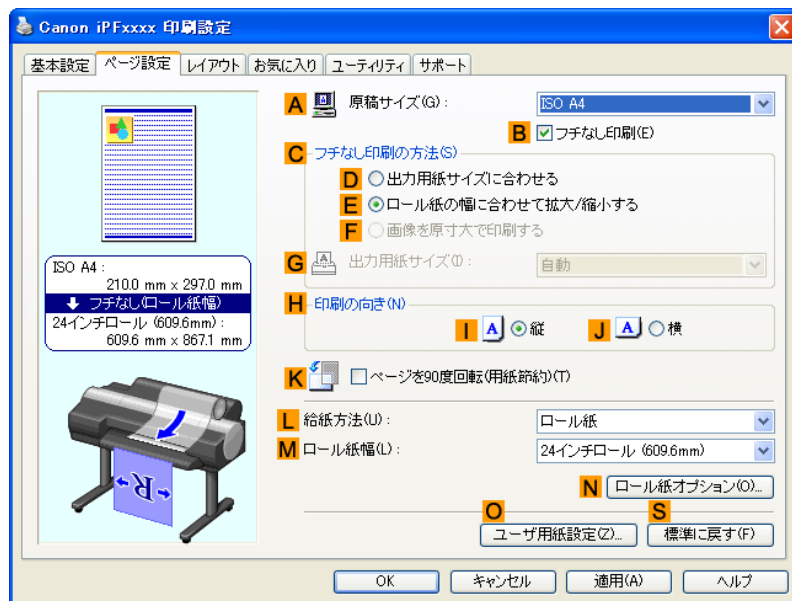 Canon iPFxxxx 印刷設定
基本設定 ページ設定 レイアウト お気に入り ユーティリティ サポート
A 原稿サイズ(G): ISO A4
B フチなし印刷(E)
C フチなし印刷の方法(S)
D 出力用紙サイズに合わせる
E ロール紙の幅に合わせて拡大/縮小する
F 画像を原寸大で印刷する
G 出力用紙サイズ(I): 自動
ISO A4:
210.0 mm x 297.0 mm
フチなし(ロール紙幅)
24インチロール (609.6mm):
609.6 mm x 867.1 mm
H 印刷の向き(N)
I A 縦 J A 横
K ページを90度回転(用紙節約)(T)
L 給紙方法(U): ロール紙
M ロール紙幅(L): 24インチロール (609.6mm)
R
N ロール紙オプション(O)...
O S
ユーザ用紙設定(Z)... 標準に戻す(F)
OK キャンセル 適用(A) ヘルプ